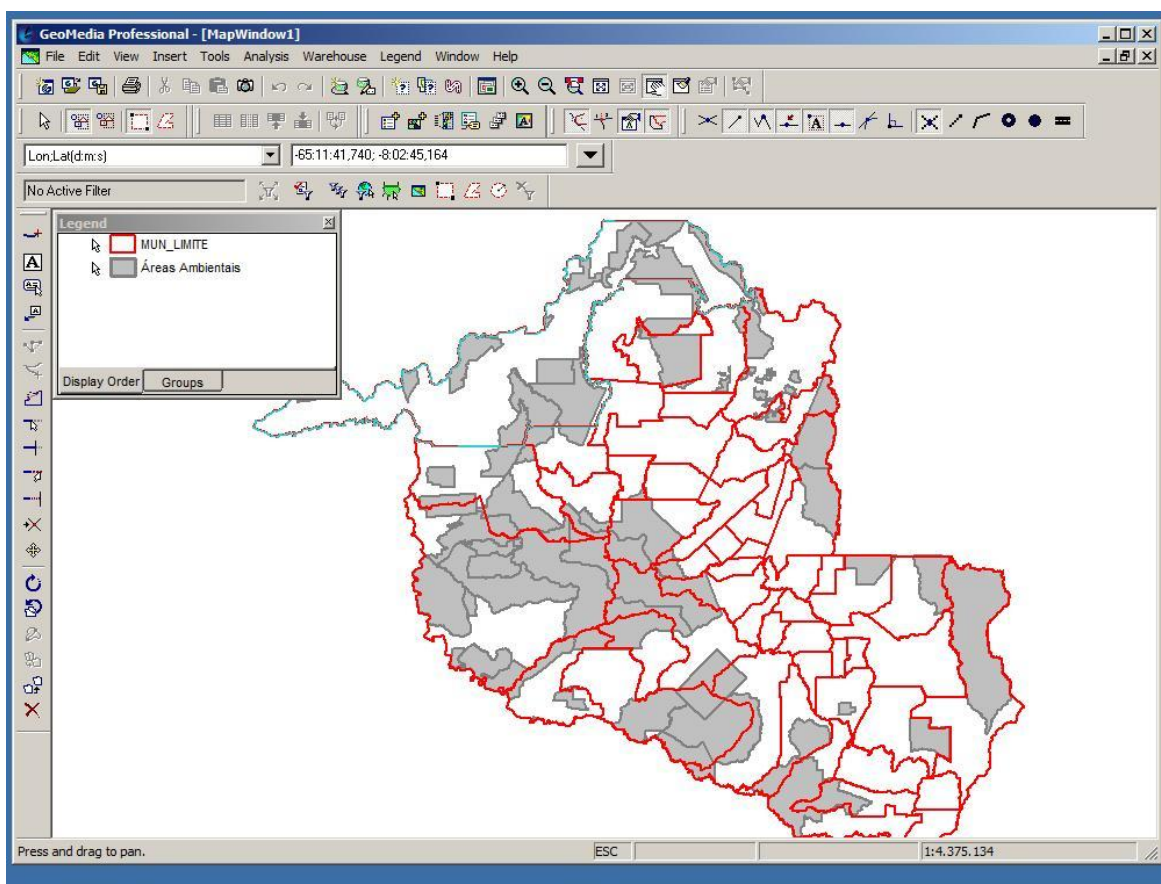 GeoMedia Professional - [MapWindow1]
File Edit View Insert Tools Analysis Warehouse Legend Window Help
Lon;Lat(d:m:s) -65:11:41,740; -8:02:45,164
No Active Filter
Legend
MUN_LIMITE
Áreas Ambientais
Display Order Groups
Press and drag to pan. ESC 1:4.375.134